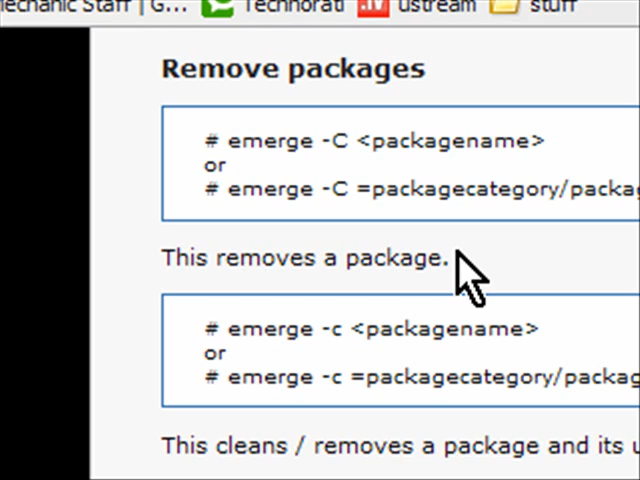 Mechanic Staff | G... Technorati ustream stuff
Remove packages
# emerge -C <packagename>
or
# emerge -C =packagecategory/packag
This removes a package.
# emerge -c <packagename>
or
# emerge -c =packagecategory/packag
This cleans / removes a package and its u